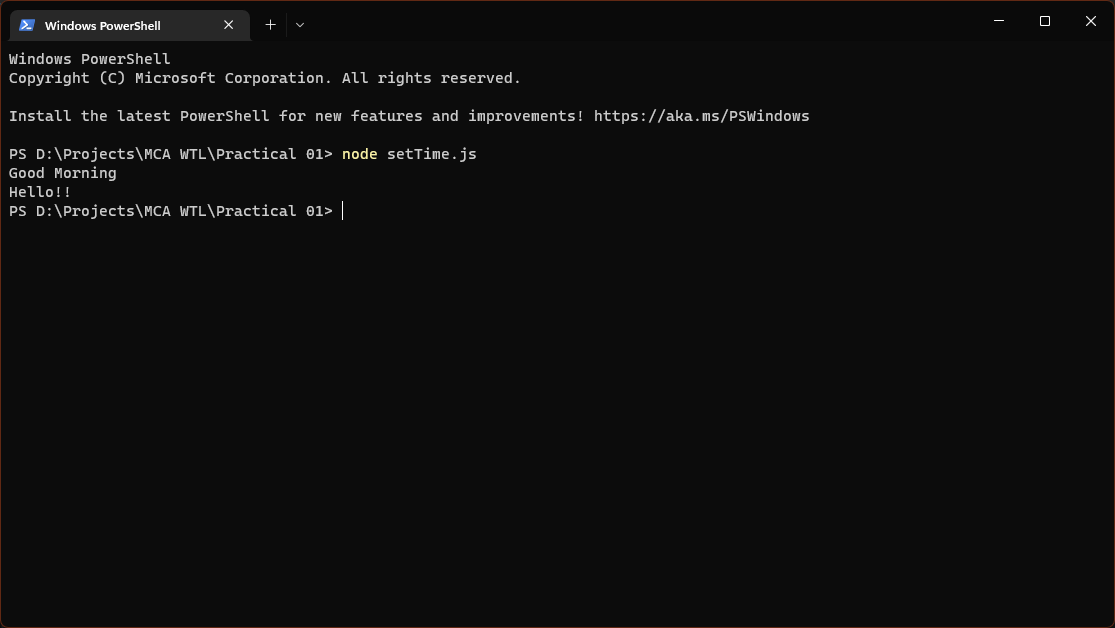 Windows PowerShell
Windows PowerShell
Copyright (C) Microsoft Corporation. All rights reserved.
Install the latest PowerShell for new features and improvements! https://aka.ms/PSWindows
PS D:\Projects\MCA WTL\Practical 01> node setTime.js
Good Morning
Hello!!
PS D:\Projects\MCA WTL\Practical 01>